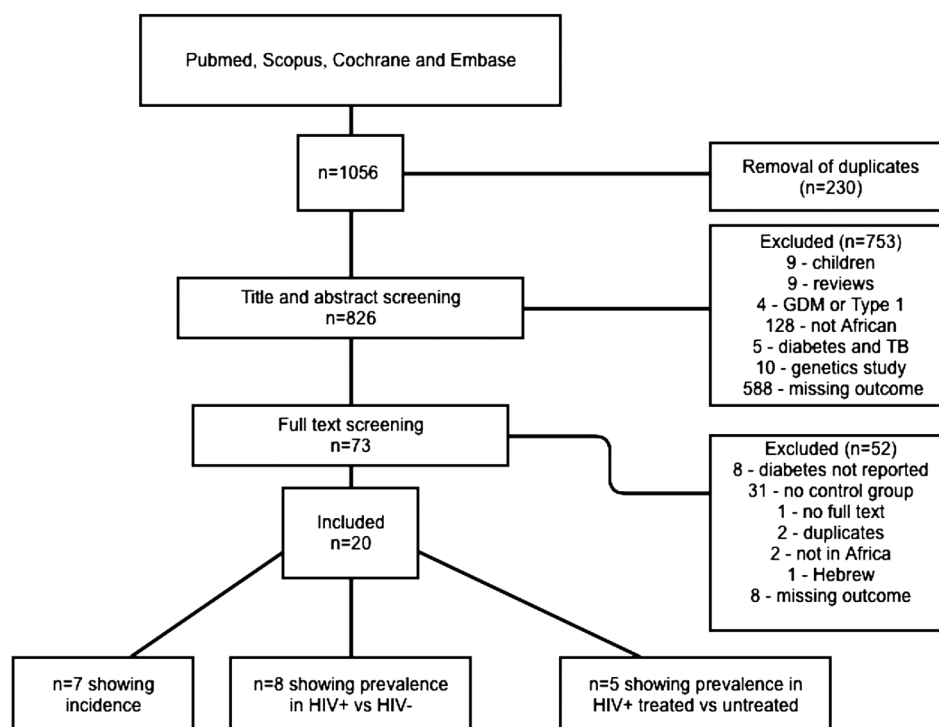 Pubmed, Scopus, Cochrane and Embase
n=1056
Removal of duplicates
(n=230)
Title and abstract screening
n=826
Excluded (n=753)
9 - children
9 - reviews
4 - GDM or Type 1
128 - not African
5 - diabetes and TB
10 - genetics study
588 - missing outcome
Full text screening
n=73
Excluded (n=52)
8 - diabetes not reported
31 - no control group
1 - no full text
2 - duplicates
2 - not in Africa
1 - Hebrew
8 - missing outcome
Included
n=20
n=7 showing
incidence
n=8 showing prevalence
in HIV+ vs HIV-
n=5 showing prevalence in
HIV+ treated vs untreated